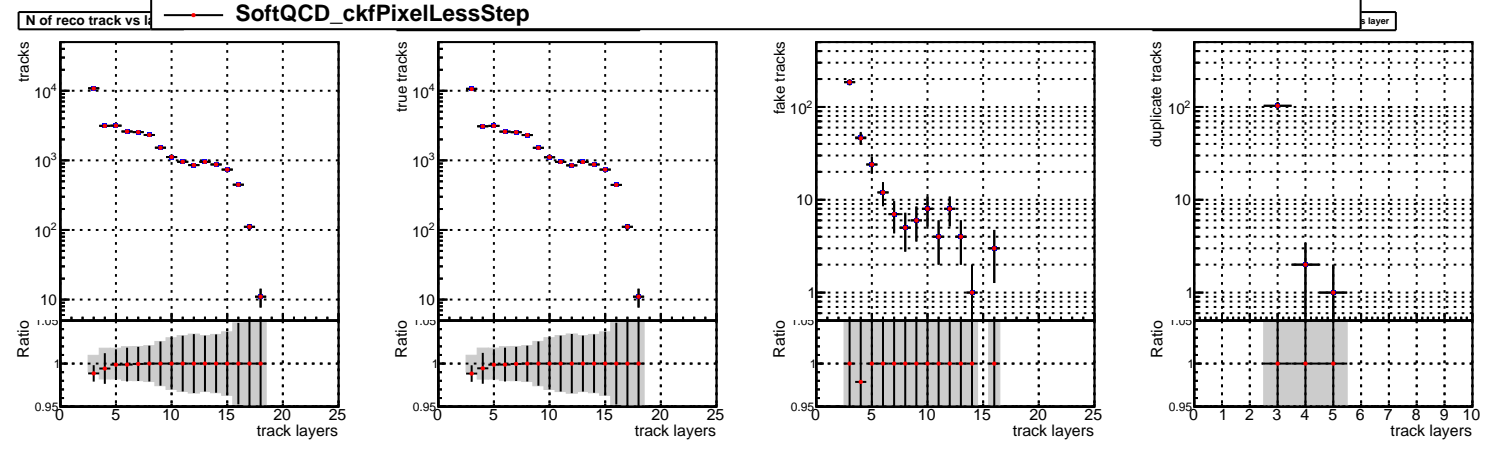 SoftQCD_ckfPixelLessStep
N of reco track vs la
s layer
tracks
10⁴
10³
10²
10
Ratio
1.05
1
0.95
0 5 10 15 20 25
track layers
true tracks
10⁴
10³
10²
10
Ratio
1.05
1
0.95
0 5 10 15 20 25
track layers
fake tracks
10²
10
1
Ratio
1.05
1
0.95
0 5 10 15 20 25
track layers
duplicate tracks
10²
10
1
Ratio
1.05
1
0.95
0 1 2 3 4 5 6 7 8 9 10
track layers